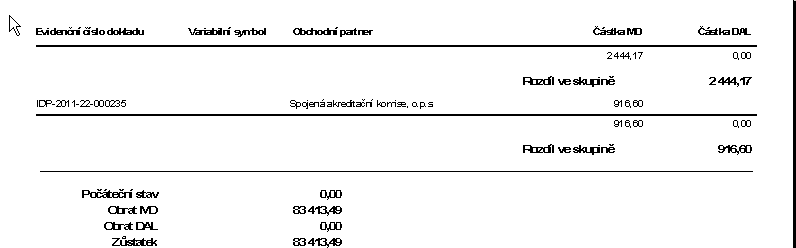 Evidenční číslo dokladu Variabilní symbol Obchodní partner Částka MD Částka DAL
2 444,17 0,00
Rozdíl ve skupině 2 444,17
IDP-2011-22-000235 Spojená akreditační komise, o.p.s 916,60
916,60 0,00
Rozdíl ve skupině 916,60
Počáteční stav 0,00
Obrat MD 83 413,49
Obrat DAL 0,00
Zůstatek 83 413,49